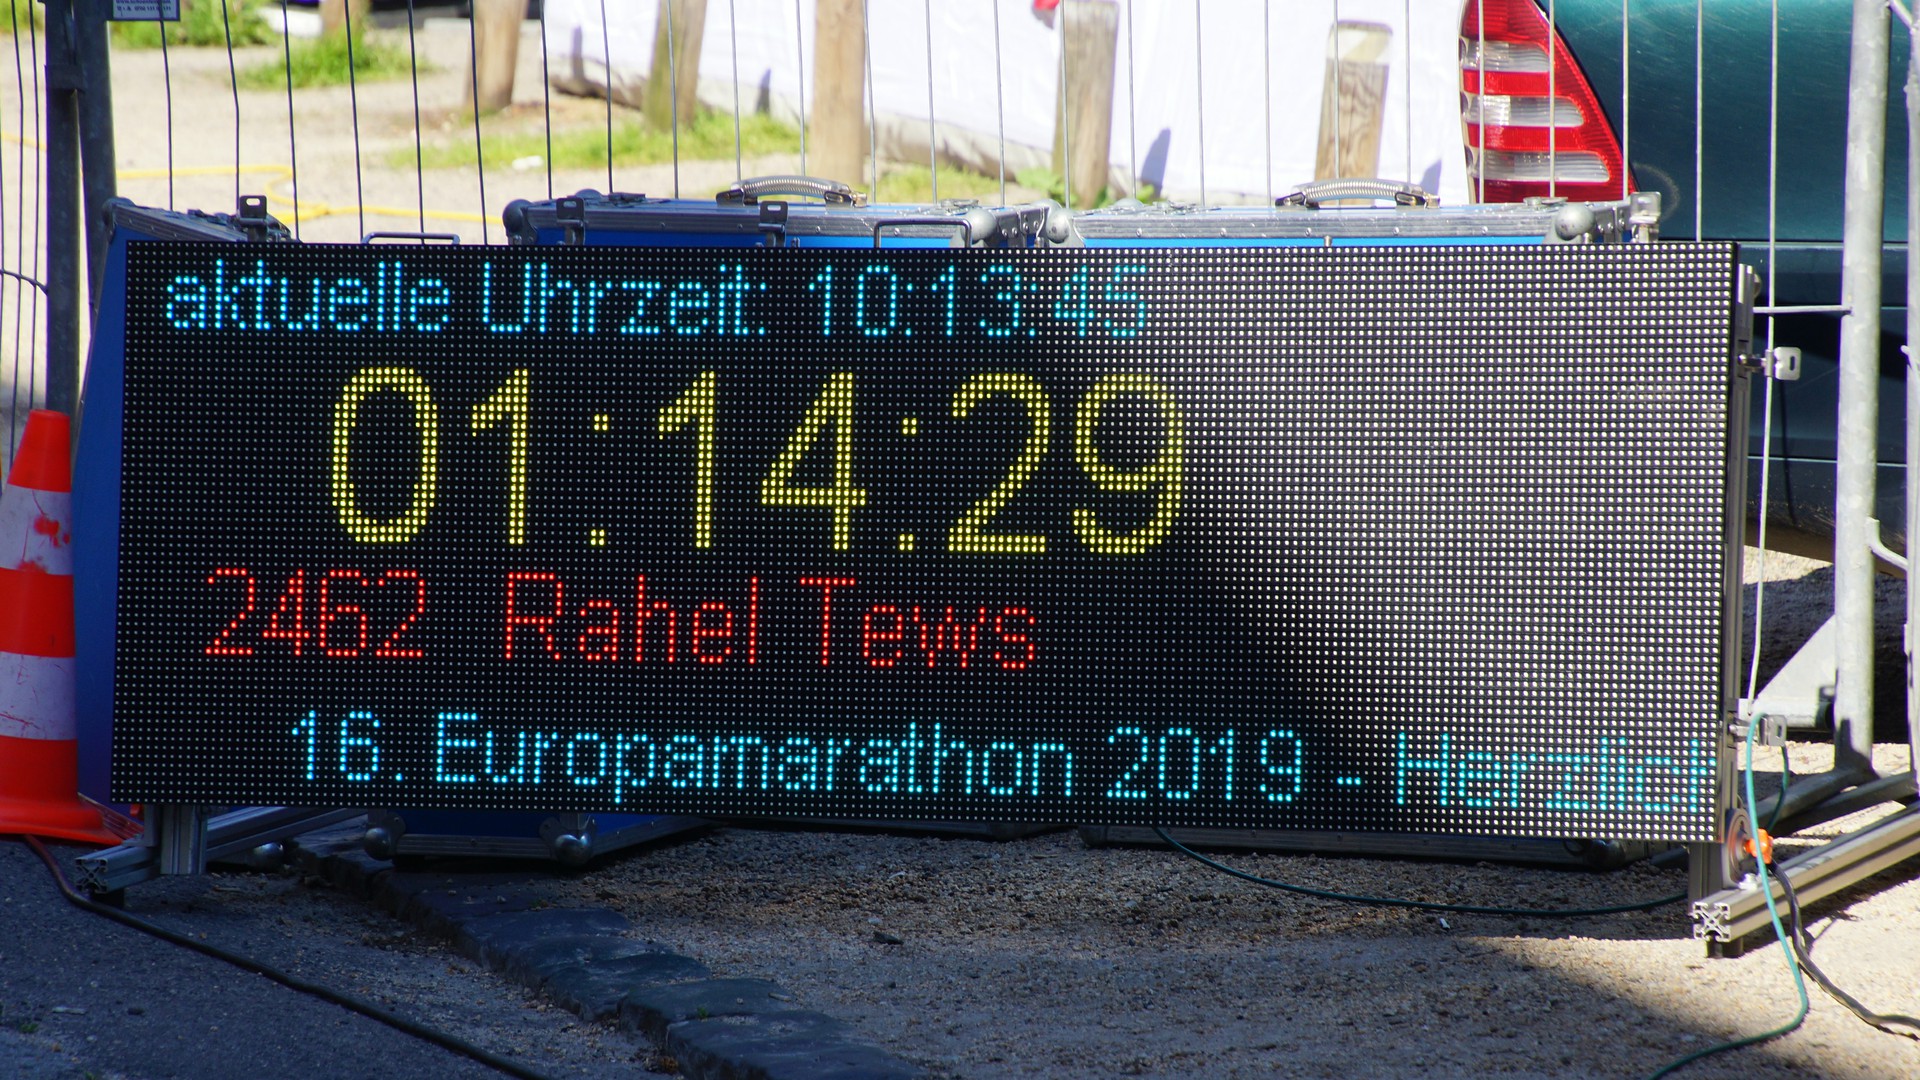 aktuelle Uhrzeit: 10:13:45
01:14:29
2462 Rahel Tews
16. Europamarathon 2019 - Herzlich